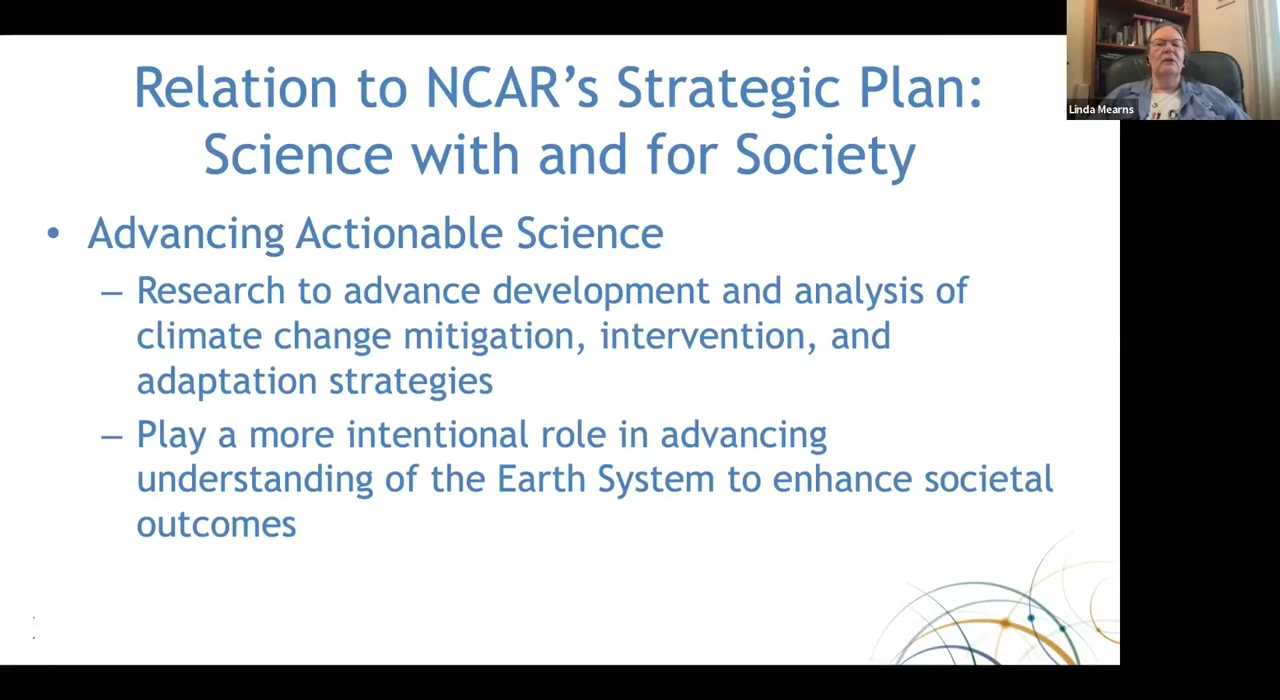 Relation to NCAR's Strategic Plan:
Science with and for Society
• Advancing Actionable Science
– Research to advance development and analysis of
climate change mitigation, intervention, and
adaptation strategies
– Play a more intentional role in advancing
understanding of the Earth System to enhance societal
outcomes
Linda Mearns